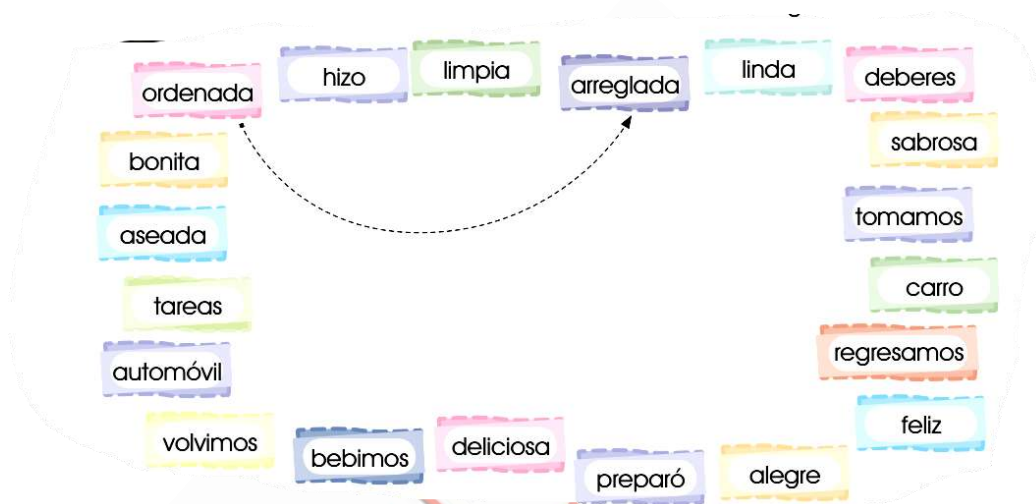 ordenada
hizo
limpia
arreglada
linda
deberes
bonita
sabrosa
aseada
tomamos
tareas
carro
automóvil
regresamos
volvimos
bebimos
deliciosa
preparó
alegre
feliz